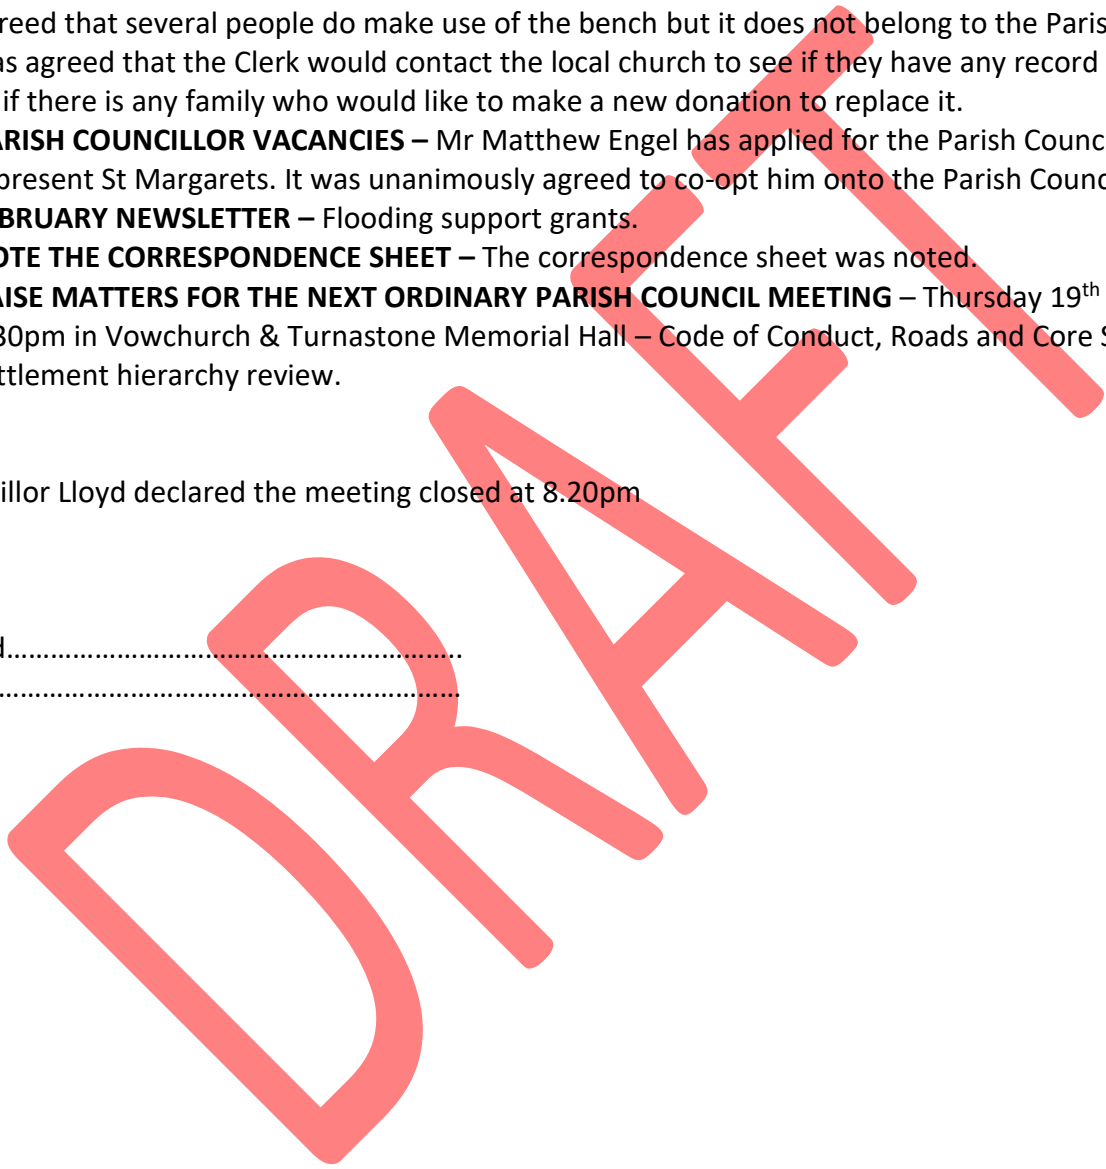 reed that several people do make use of the bench but it does not belong to the Paris
as agreed that the Clerk would contact the local church to see if they have any record
if there is any family who would like to make a new donation to replace it.
ARISH COUNCILLOR VACANCIES – Mr Matthew Engel has applied for the Parish Counc
present St Margarets. It was unanimously agreed to co-opt him onto the Parish Counc
BRUARY NEWSLETTER – Flooding support grants.
OTE THE CORRESPONDENCE SHEET – The correspondence sheet was noted.
AISE MATTERS FOR THE NEXT ORDINARY PARISH COUNCIL MEETING – Thursday 19th
30pm in Vowchurch & Turnastone Memorial Hall – Code of Conduct, Roads and Core S
ttlement hierarchy review.
illor Lloyd declared the meeting closed at 8.20pm
d……………………………………………………..
………………………………………………………
DRAFT